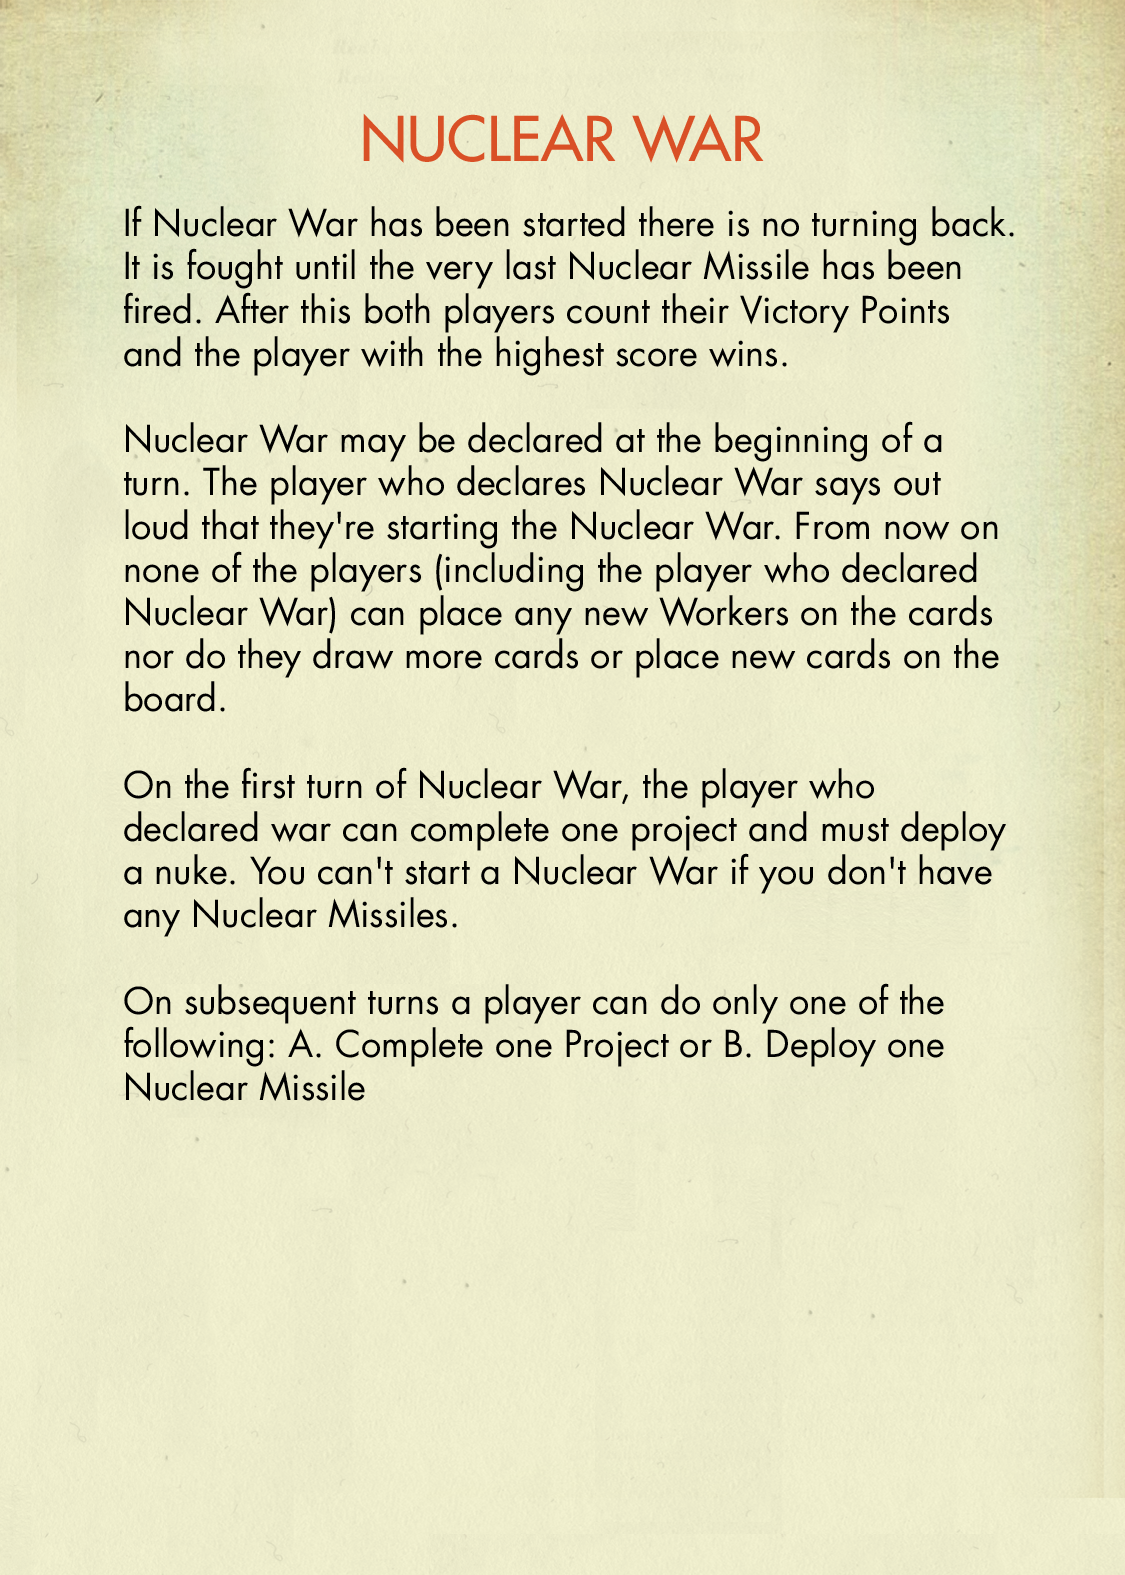 NUCLEAR WAR
If Nuclear War has been started there is no turning back.
It is fought until the very last Nuclear Missile has been
fired. After this both players count their Victory Points
and the player with the highest score wins.
Nuclear War may be declared at the beginning of a
turn. The player who declares Nuclear War says out
loud that they're starting the Nuclear War. From now on
none of the players (including the player who declared
Nuclear War) can place any new Workers on the cards
nor do they draw more cards or place new cards on the
board.
On the first turn of Nuclear War, the player who
declared war can complete one project and must deploy
a nuke. You can't start a Nuclear War if you don't have
any Nuclear Missiles.
On subsequent turns a player can do only one of the
following: A. Complete one Project or B. Deploy one
Nuclear Missile